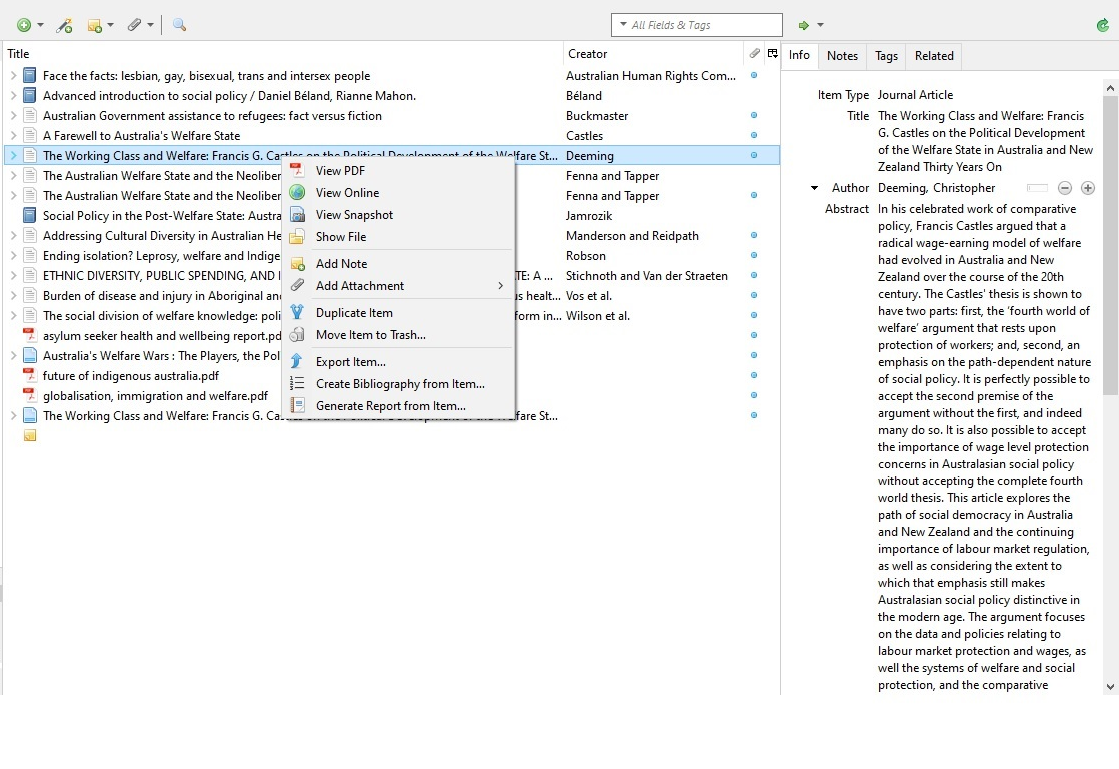 All Fields & Tags
Title Creator
Face the facts: lesbian, gay, bisexual, trans and intersex people Australian Human Rights Com...
Advanced introduction to social policy / Daniel Béland, Rianne Mahon. Béland
Australian Government assistance to refugees: fact versus fiction Buckmaster
A Farewell to Australia's Welfare State Castles
The Working Class and Welfare: Francis G. Castles on the Political Development of the Welfare St... Deeming
The Australian Welfare State and the Neoliber Fenna and Tapper
The Australian Welfare State and the Neoliber Fenna and Tapper
Social Policy in the Post-Welfare State: Austra Jamrozik
Addressing Cultural Diversity in Australian He Manderson and Reidpath
Ending isolation? Leprosy, welfare and Indige Robson
ETHNIC DIVERSITY, PUBLIC SPENDING, AND I TE: A ... Stichnoth and Van der Straeten
Burden of disease and injury in Aboriginal and us healt... Vos et al.
The social division of welfare knowledge: poli form in... Wilson et al.
asylum seeker health and wellbeing report.pd
Australia's Welfare Wars : The Players, the Pol
future of indigenous australia.pdf
globalisation, immigration and welfare.pdf
The Working Class and Welfare: Francis G. Cas the Welfare St...
View PDF
View Online
View Snapshot
Show File
Add Note
Add Attachment
Duplicate Item
Move Item to Trash...
Export Item...
Create Bibliography from Item...
Generate Report from Item...
Info Notes Tags Related
Item Type Journal Article
Title The Working Class and Welfare: Francis
G. Castles on the Political Development
of the Welfare State in Australia and New
Zealand Thirty Years On
Author Deeming, Christopher
Abstract In his celebrated work of comparative
policy, Francis Castles argued that a
radical wage-earning model of welfare
had evolved in Australia and New
Zealand over the course of the 20th
century. The Castles' thesis is shown to
have two parts: first, the 'fourth world of
welfare' argument that rests upon
protection of workers; and, second, an
emphasis on the path-dependent nature
of social policy. It is perfectly possible to
accept the second premise of the
argument without the first, and indeed
many do so. It is also possible to accept
the importance of wage level protection
concerns in Australasian social policy
without accepting the complete fourth
world thesis. This article explores the
path of social democracy in Australia
and New Zealand and the continuing
importance of labour market regulation,
as well as considering the extent to
which that emphasis still makes
Australasian social policy distinctive in
the modern age. The argument focuses
on the data and policies relating to
labour market protection and wages, as
well the systems of welfare and social
protection, and the comparative